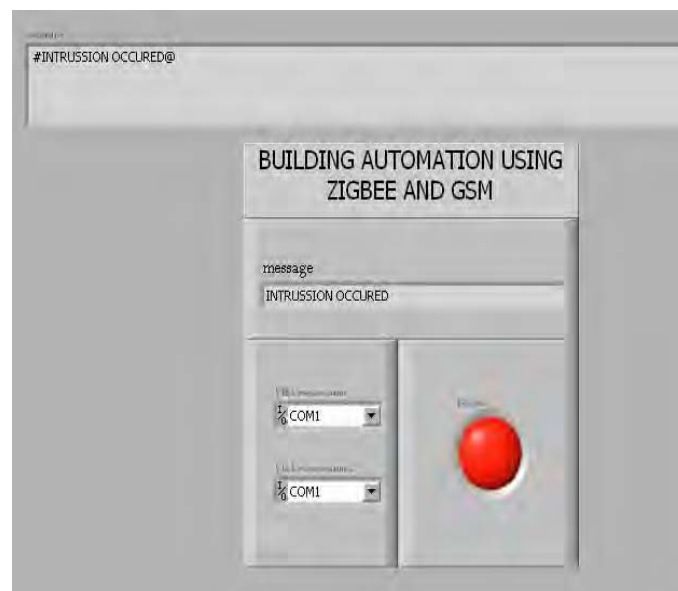 #INTRUSSION OCCURED@
BUILDING AUTOMATION USING
ZIGBEE AND GSM
message
INTRUSSION OCCURED
COM1
COM1